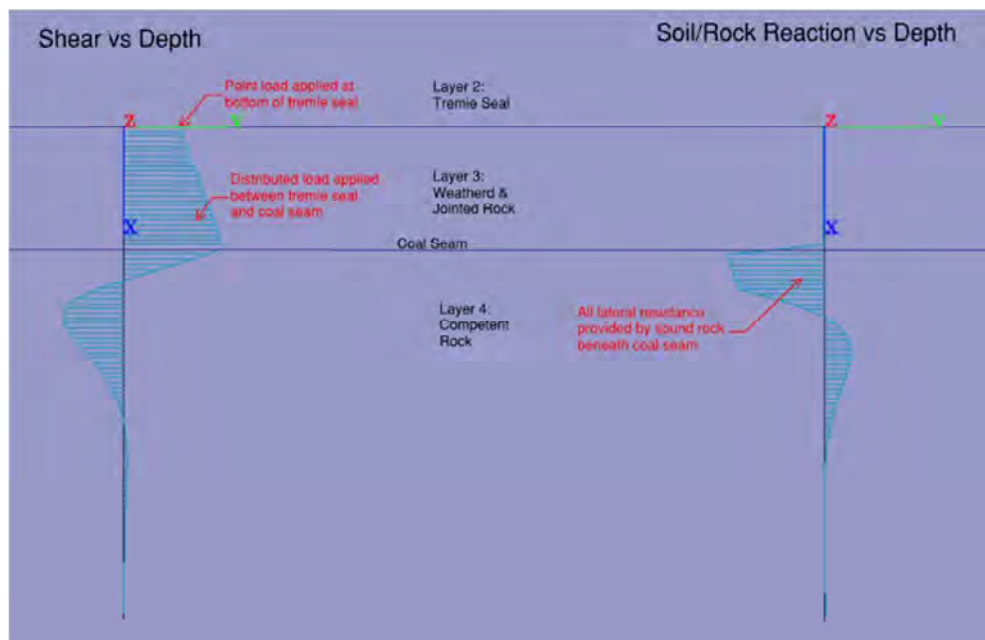 Shear vs Depth
Soil/Rock Reaction vs Depth
Point load applied at
bottom of tremie seal
Layer 2:
Tremie Seal
Z
Y
Z
Y
Distributed load applied
between tremie seal
and coal seam
Layer 3:
Weatherd &
Jointed Rock
X
X
Coal Seam
Layer 4:
Competent
Rock
All lateral resistance
provided by sound rock
beneath coal seam